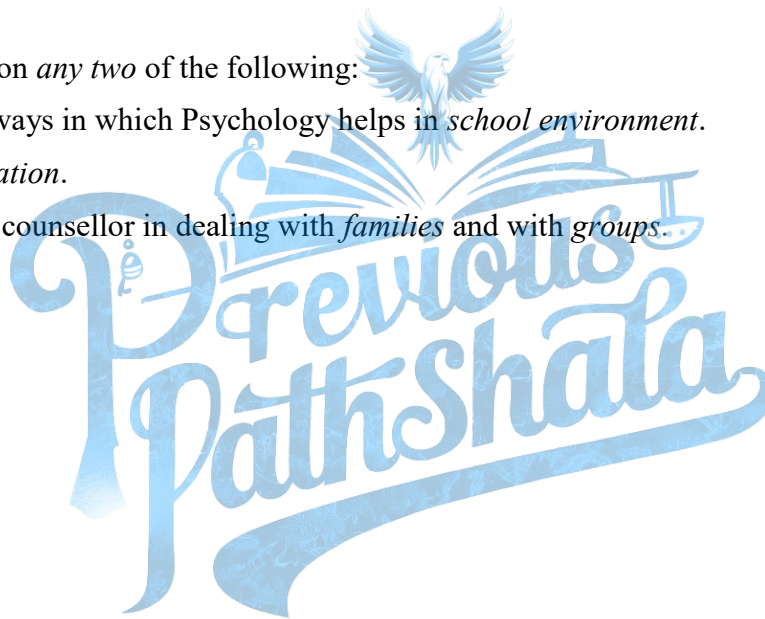 on any two of the following:
ways in which Psychology helps in school environment.
ation.
counsellor in dealing with families and with groups.
Previous
PathShala